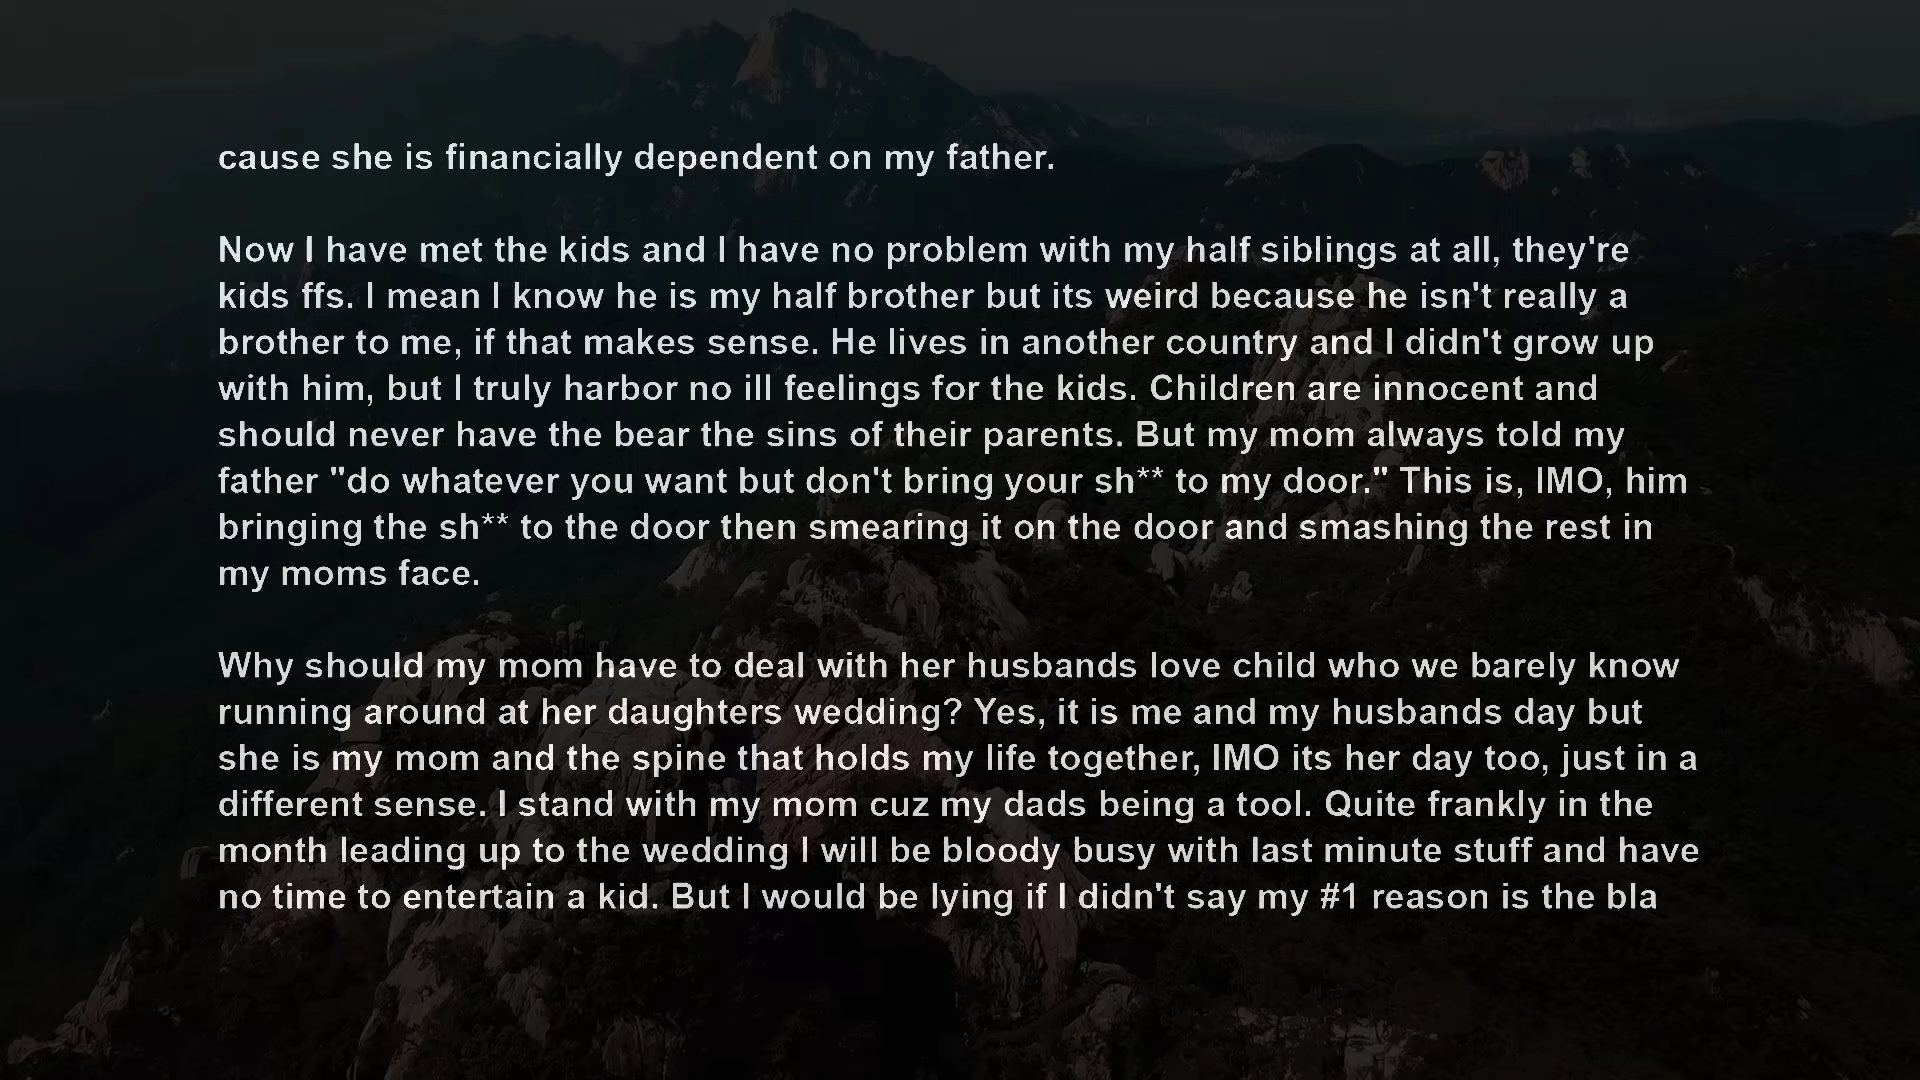 cause she is financially dependent on my father.
Now I have met the kids and I have no problem with my half siblings at all, they're
kids ffs. I mean I know he is my half brother but its weird because he isn't really a
brother to me, if that makes sense. He lives in another country and I didn't grow up
with him, but I truly harbor no ill feelings for the kids. Children are innocent and
should never have the bear the sins of their parents. But my mom always told my
father "do whatever you want but don't bring your sh** to my door." This is, IMO, him
bringing the sh** to the door then smearing it on the door and smashing the rest in
my moms face.
Why should my mom have to deal with her husbands love child who we barely know
running around at her daughters wedding? Yes, it is me and my husbands day but
she is my mom and the spine that holds my life together, IMO its her day too, just in a
different sense. I stand with my mom cuz my dads being a tool. Quite frankly in the
month leading up to the wedding I will be bloody busy with last minute stuff and have
no time to entertain a kid. But I would be lying if I didn't say my #1 reason is the bla